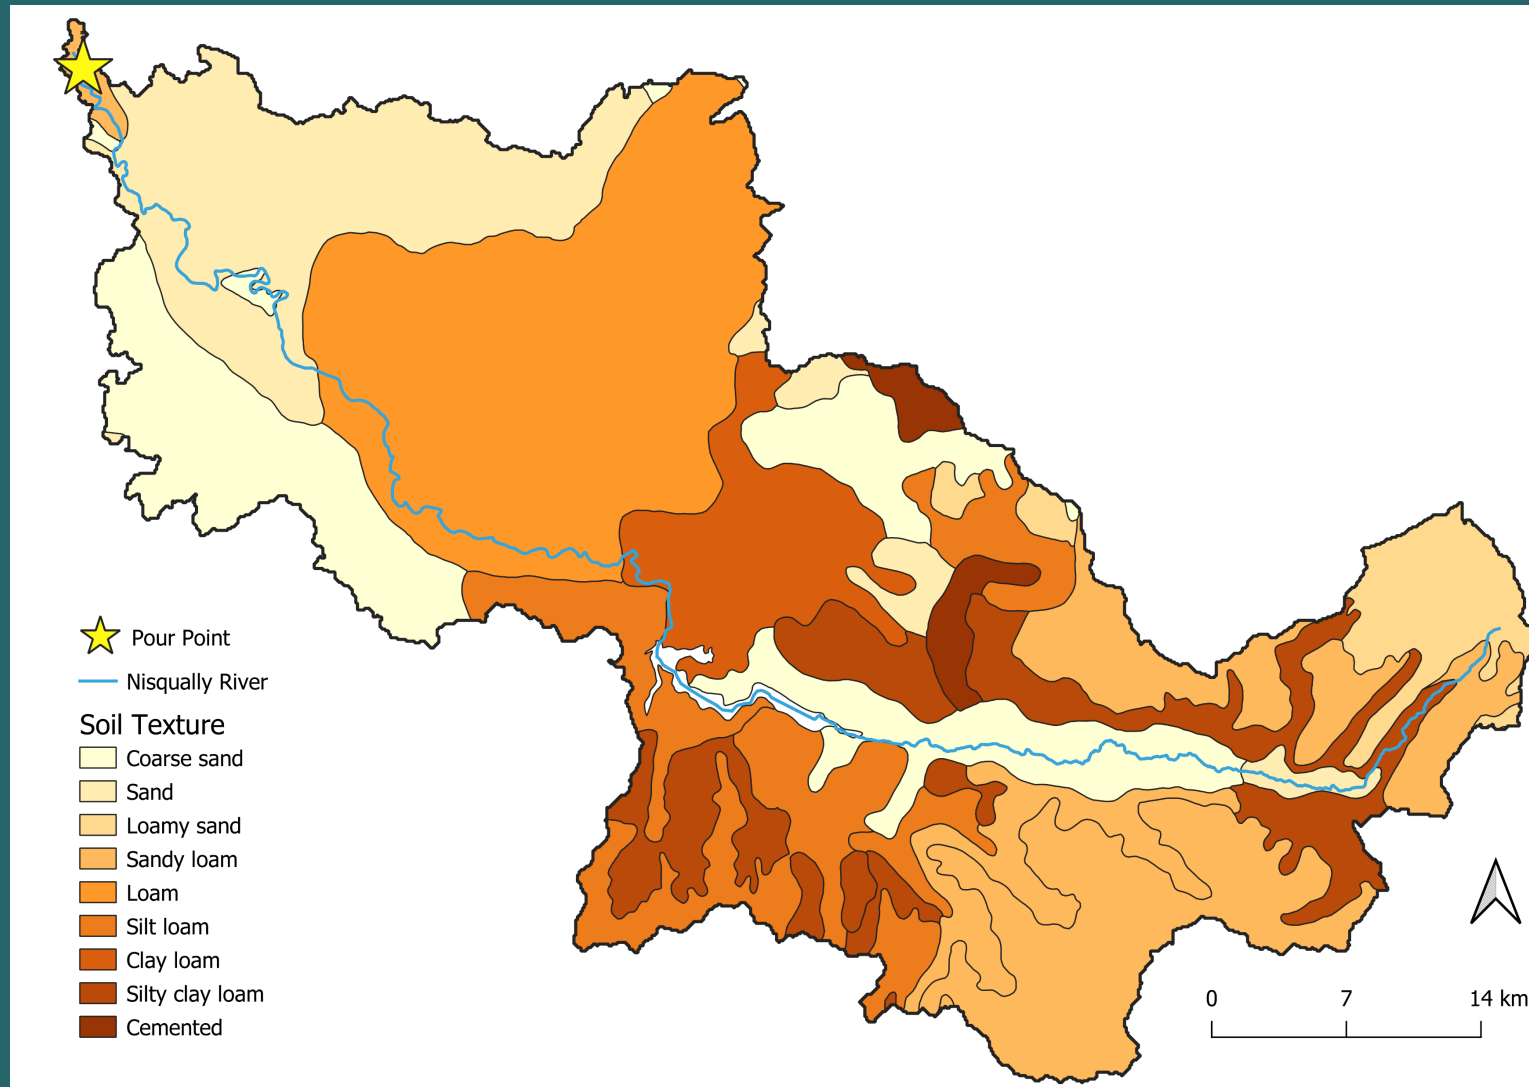 Pour Point
Nisqually River
Soil Texture
Coarse sand
Sand
Loamy sand
Sandy loam
Loam
Silt loam
Clay loam
Silty clay loam
Cemented
0 7 14 km